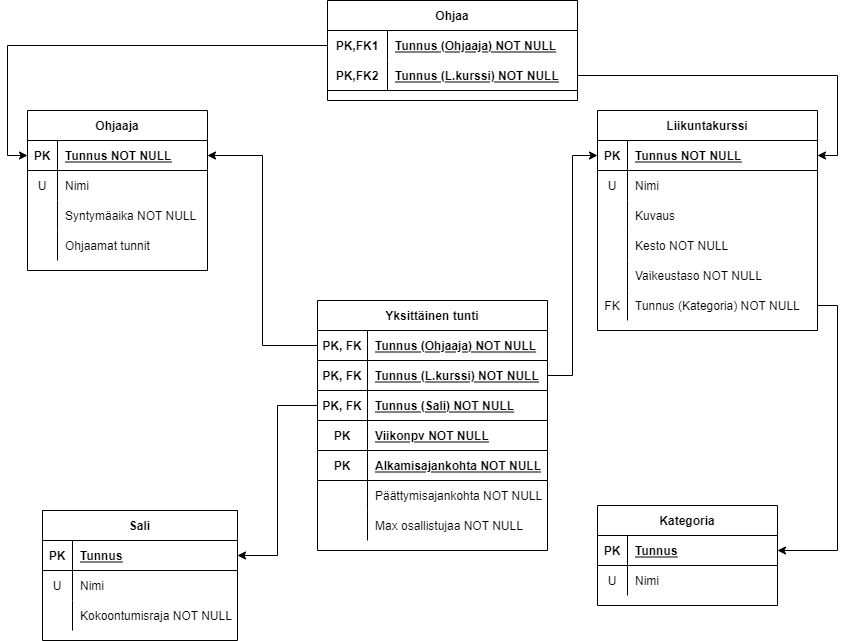 Ohjaa
PK,FK1 Tunnus (Ohjaaja) NOT NULL
PK,FK2 Tunnus (L.kurssi) NOT NULL
Ohjaaja
PK Tunnus NOT NULL
U Nimi
Syntymäaika NOT NULL
Ohjaamat tunnit
Liikuntakurssi
PK Tunnus NOT NULL
U Nimi
Kuvaus
Kesto NOT NULL
Vaikeustaso NOT NULL
FK Tunnus (Kategoria) NOT NULL
Yksittäinen tunti
PK, FK Tunnus (Ohjaaja) NOT NULL
PK, FK Tunnus (L.kurssi) NOT NULL
PK, FK Tunnus (Sali) NOT NULL
PK Viikonpv NOT NULL
PK Alkamisajankohta NOT NULL
Päättymisajankohta NOT NULL
Max osallistujaa NOT NULL
Sali
PK Tunnus
U Nimi
Kokoontumisraja NOT NULL
Kategoria
PK Tunnus
U Nimi